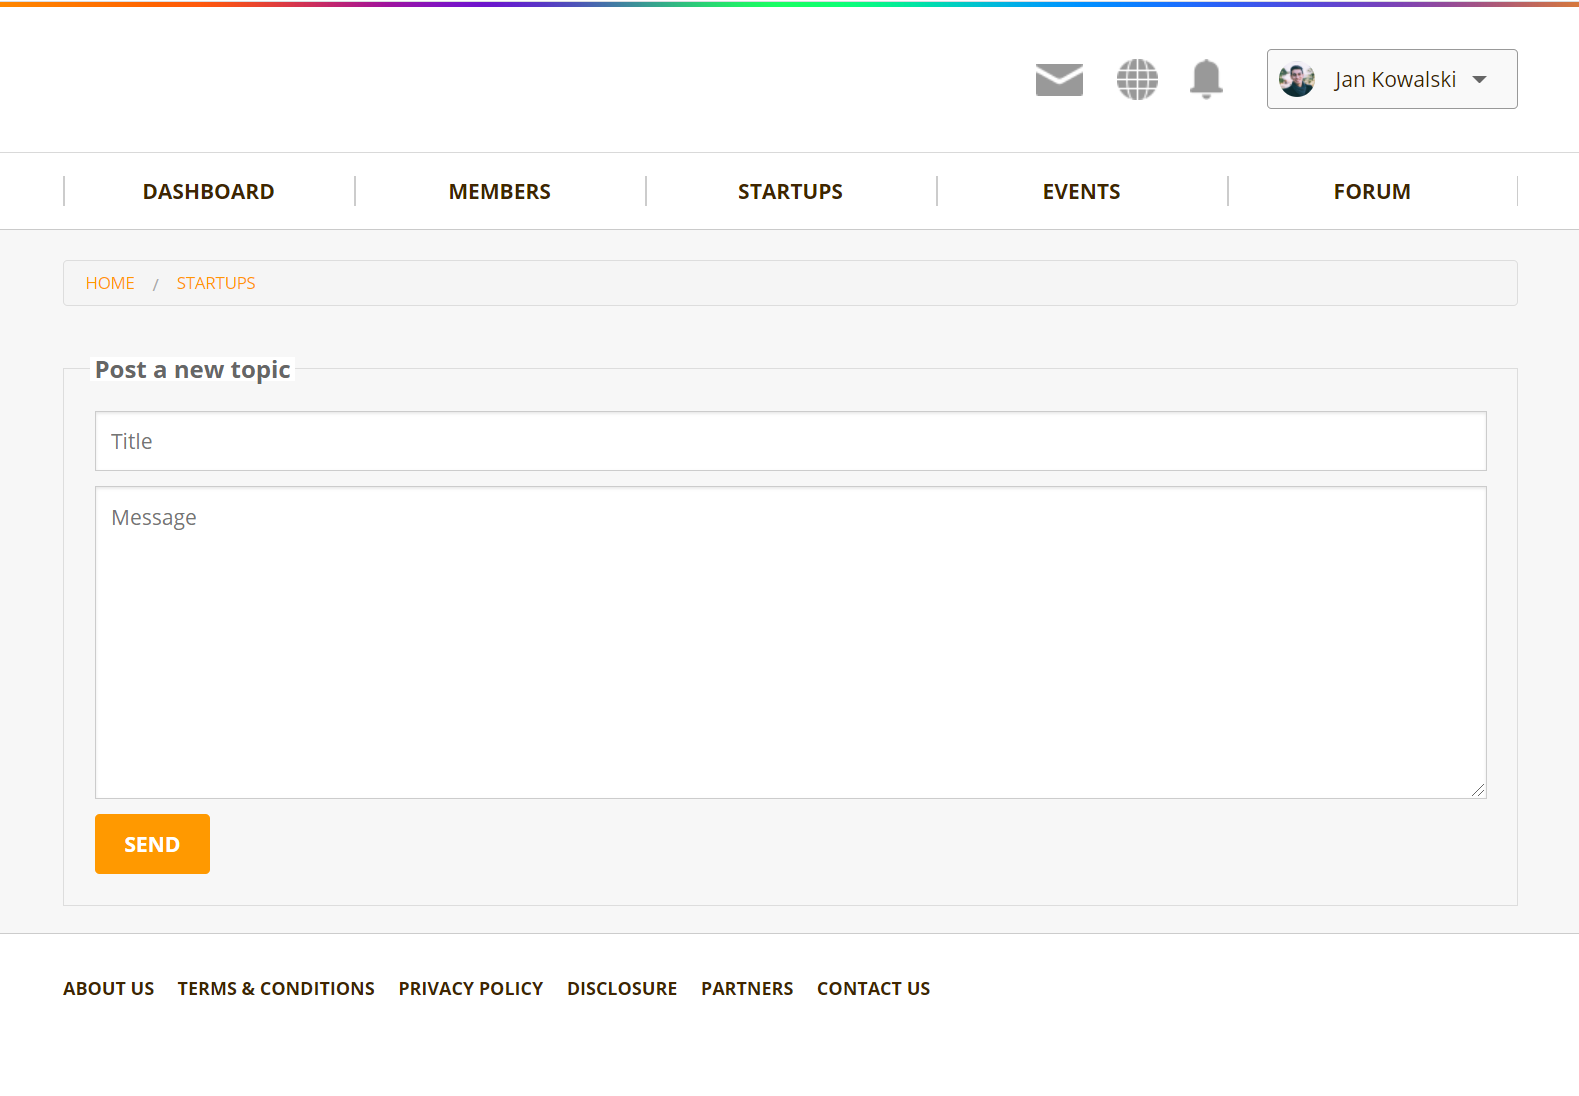 Jan Kowalski
DASHBOARD MEMBERS STARTUPS EVENTS FORUM
HOME / STARTUPS
Post a new topic
Title
Message
SEND
ABOUT US TERMS & CONDITIONS PRIVACY POLICY DISCLOSURE PARTNERS CONTACT US